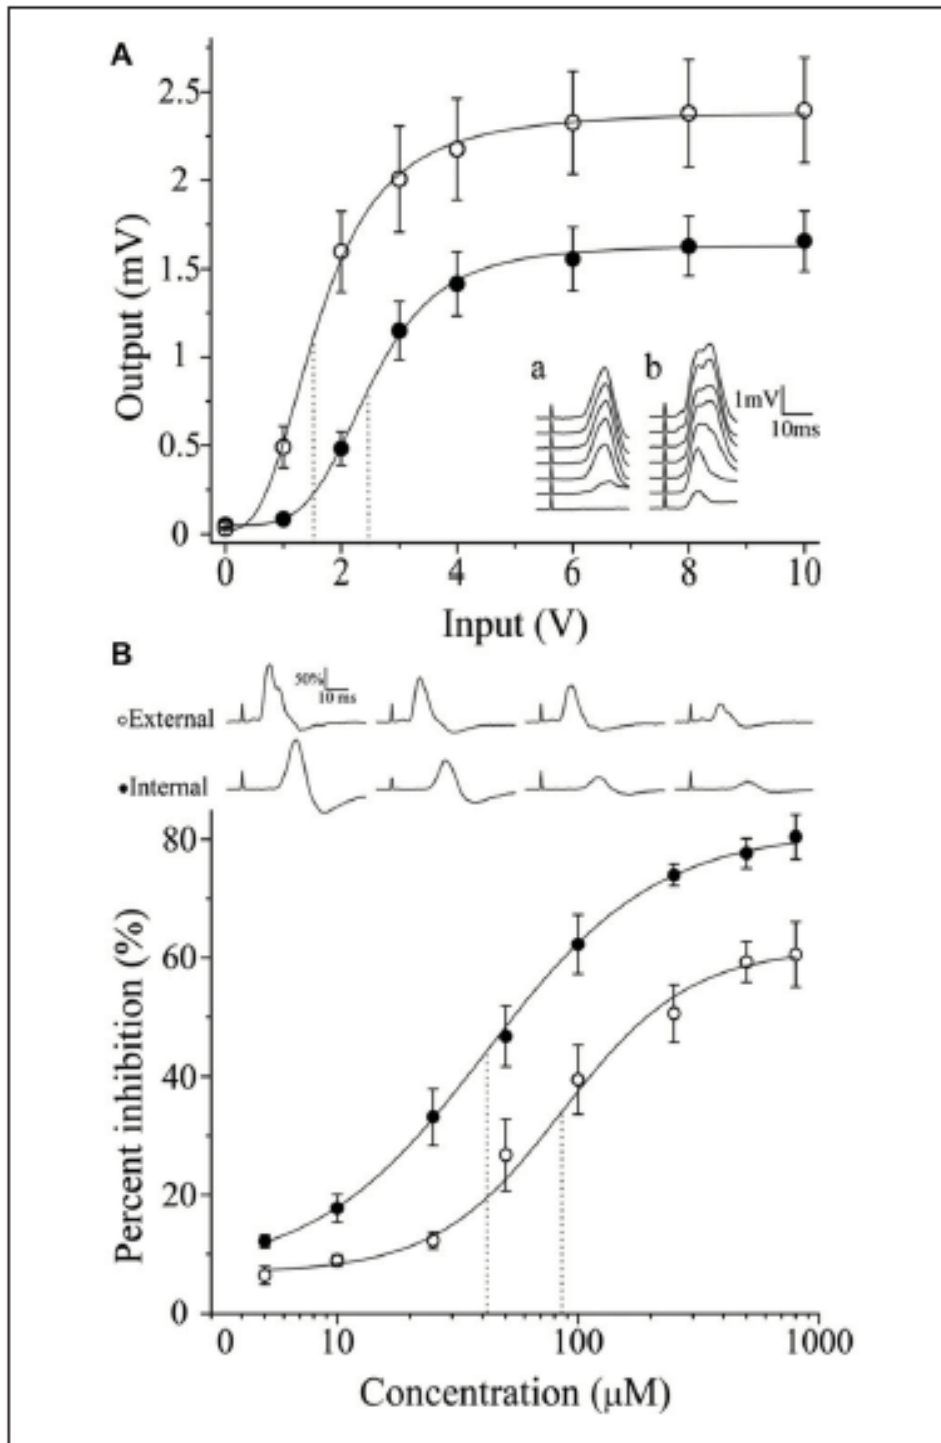 A
2.5
2
1.5
1
0.5
0
Output (mV)
a
b
1mV
10ms
0 2 4 6 8 10
Input (V)
B
50%
10 ms
○External
●Internal
80
60
40
20
0
Percent inhibition (%)
0 10 100 1000
Concentration (μM)